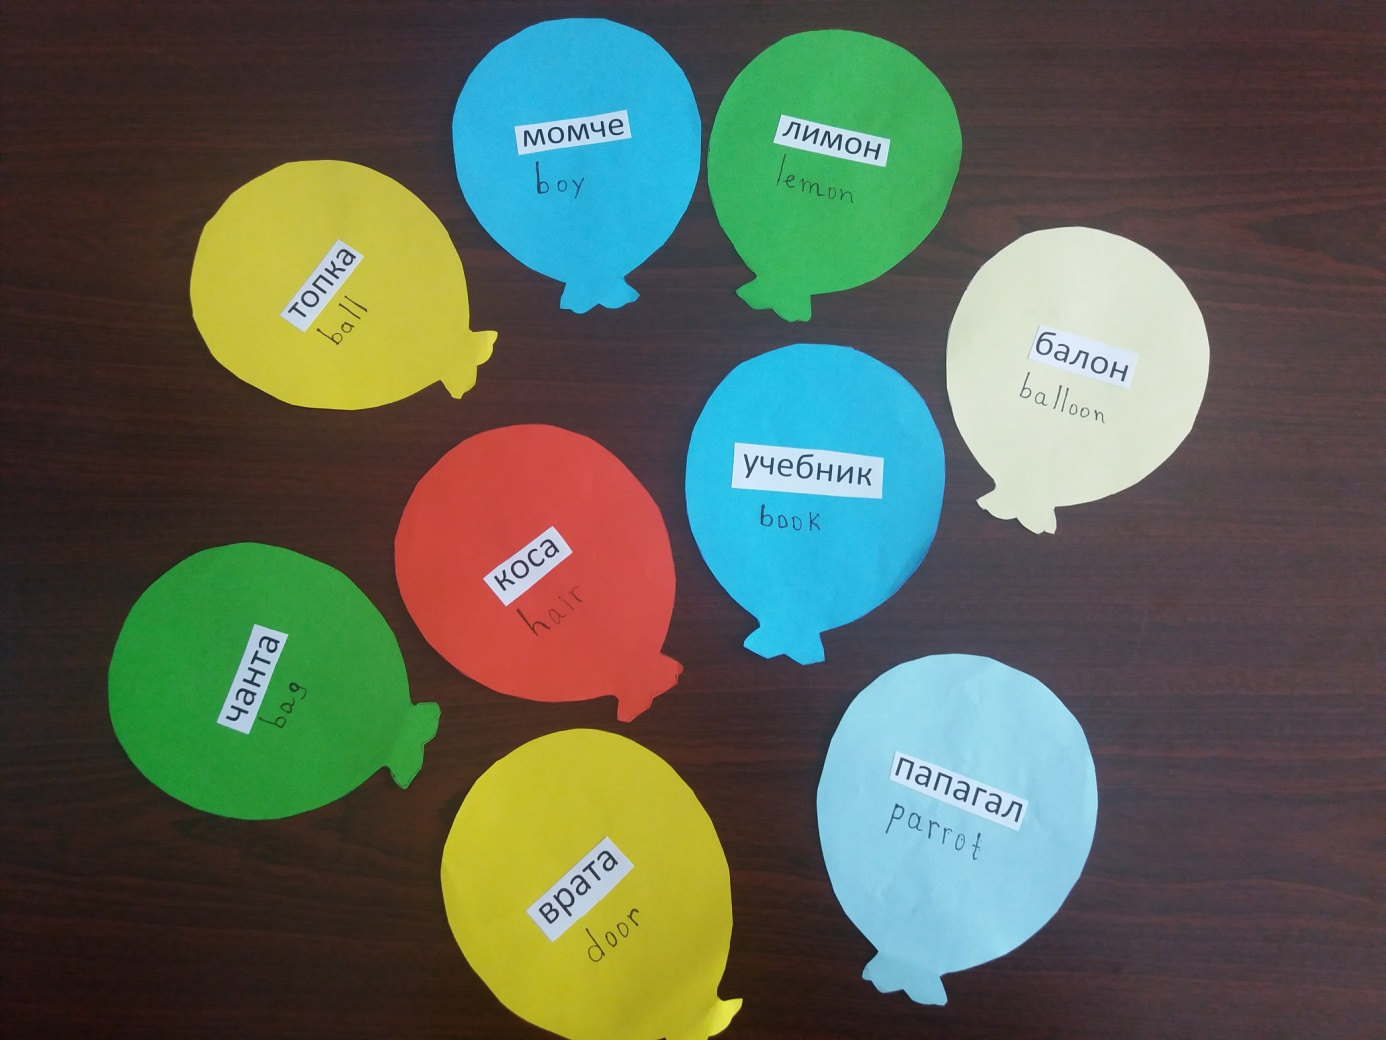 момче
boy
лимон
lemon
топка
ball
балон
balloon
учебник
book
коса
hair
чанта
bag
папагал
parrot
врата
door